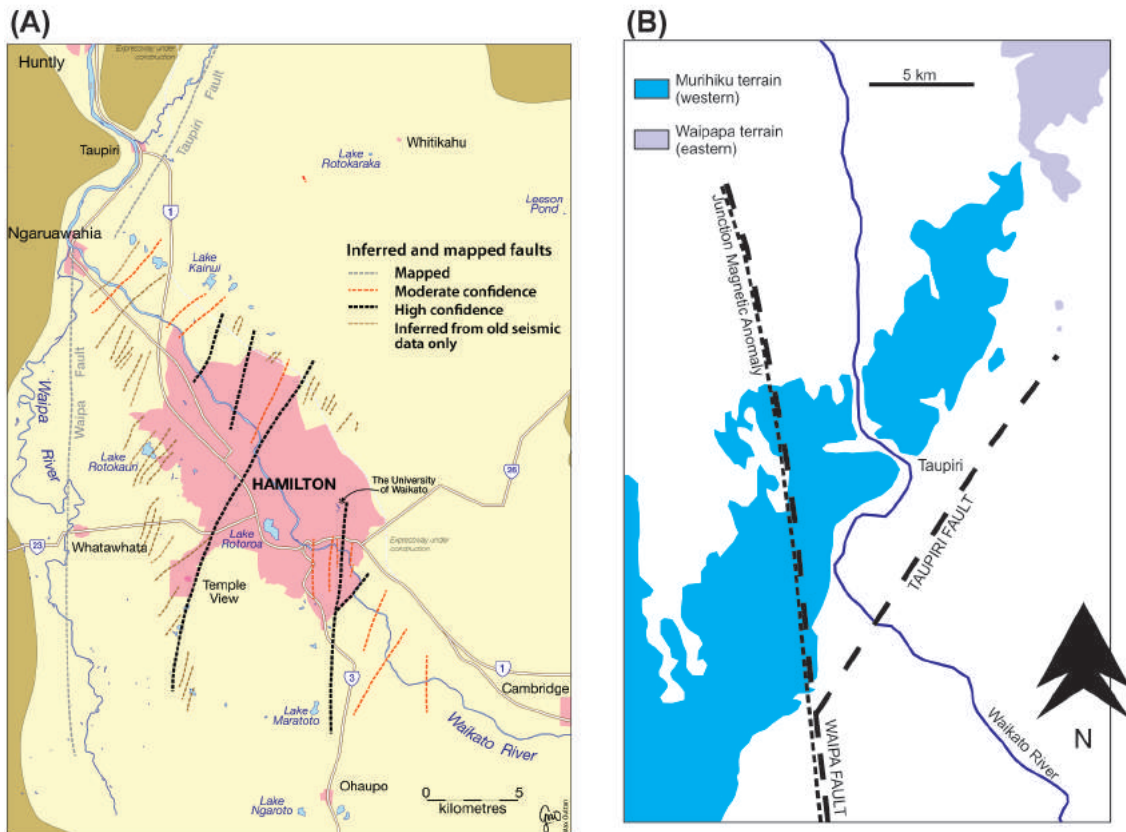 (A)
Huntly
Expressway under
construction
Taupiri Fault
Taupiri
Whitikahu
Lake
Rotokaraka
Leeson
Pond
1
Ngaruawahia
Lake
Kainui
Inferred and mapped faults
Mapped
Moderate confidence
High confidence
Inferred from old seismic
data only
Waipa Fault
Waipa River
Lake
Rotokauri
26
HAMILTON
The University
of Waikato
Lake
Rotoroa
Expressway under
construction
23
Whatawhata
Temple
View
1
3
Cambridge
Lake
Maratoto
Waikato River
Ohaupo
Lake
Ngaroto
0 5
kilometres
(B)
Murihiku terrain
(western)
5 km
Waipapa terrain
(eastern)
Junction Magnetic Anomaly
Taupiri
TAUPIRI FAULT
WAIPA FAULT
Waikato River
N